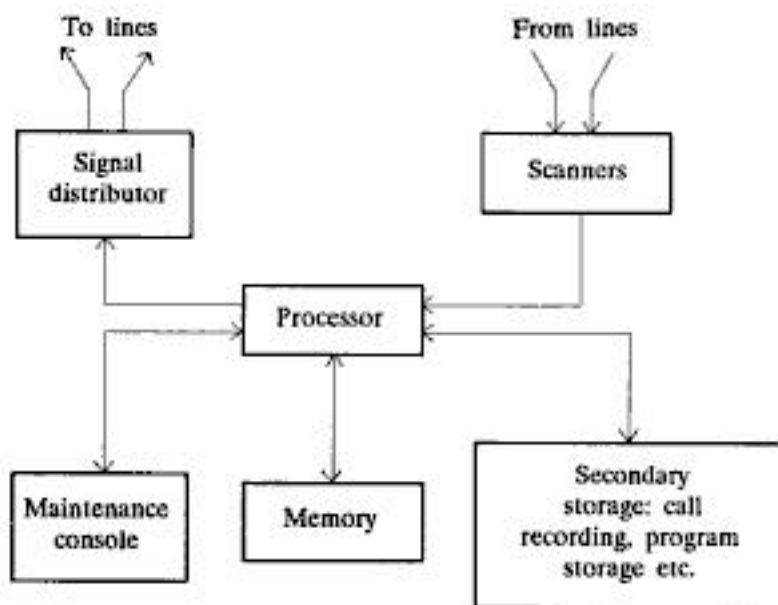 To lines
From lines
Signal
distributor
Scanners
Processor
Maintenance
console
Memory
Secondary
storage: call
recording, program
storage etc.